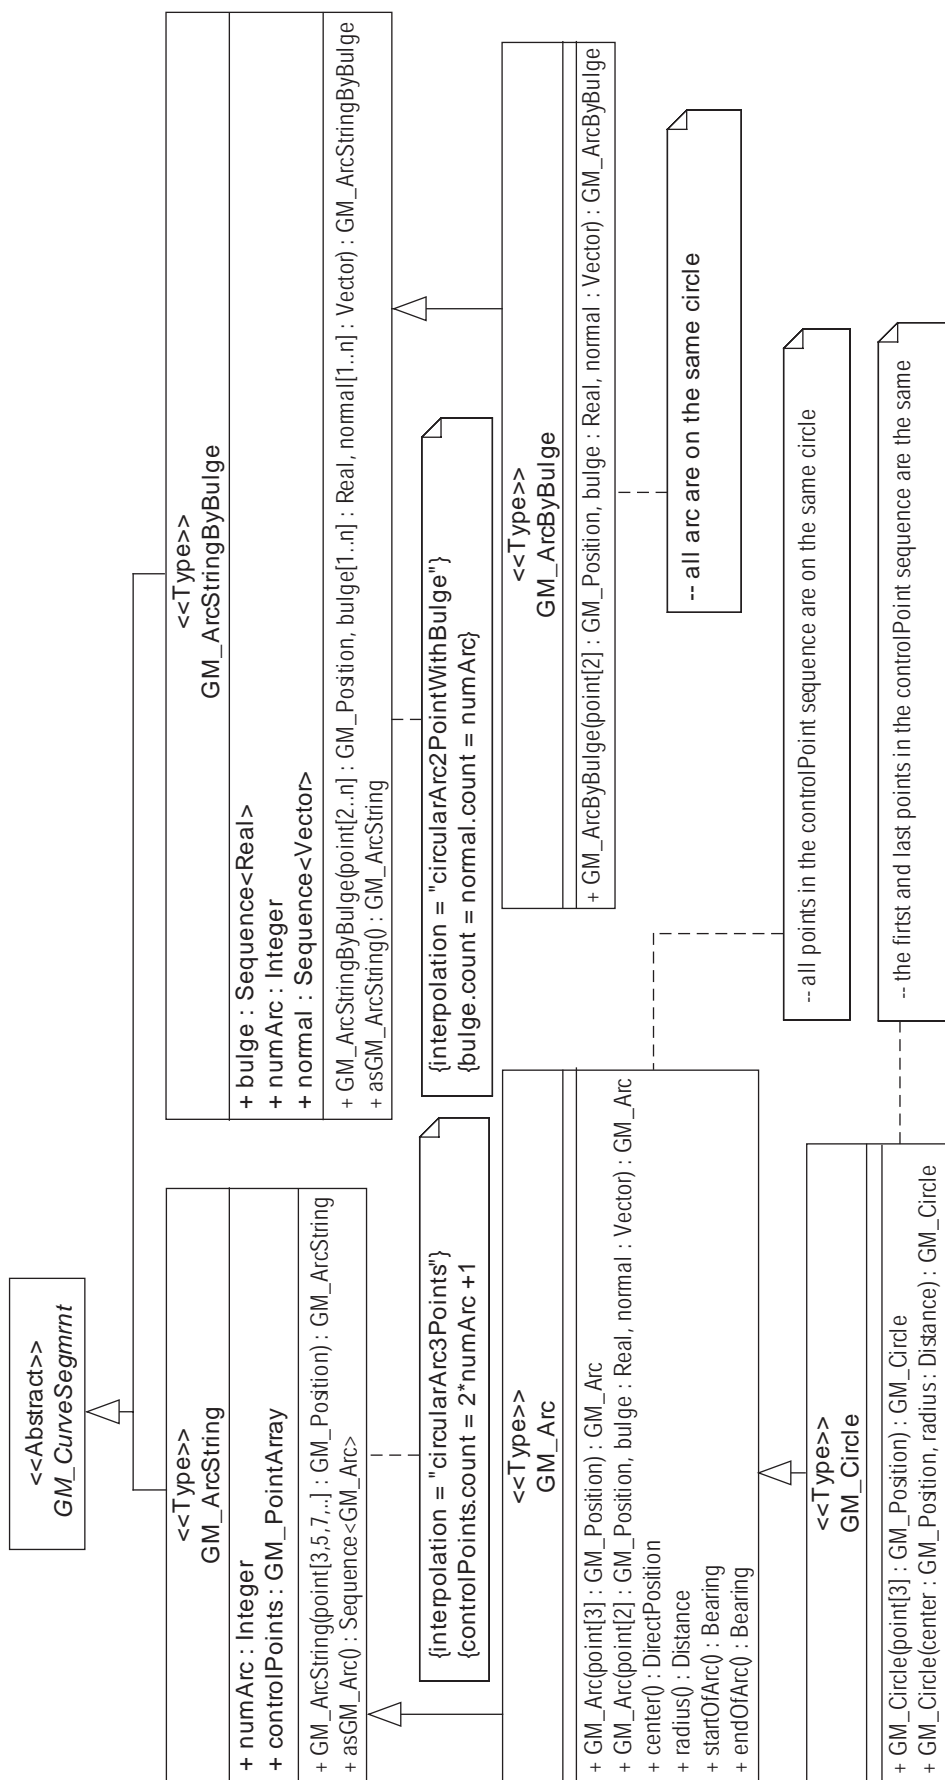 <<Abstract>>
GM_CurveSegmrnt
<<Type>>
GM_ArcString
+ numArc : Integer
+ controlPoints : GM_PointArray
+ GM_ArcString(point[3,5,7,...] : GM_Position) : GM_ArcString
+ asGM_Arc() : Sequence<GM_Arc>
<<Type>>
GM_ArcStringByBulge
+ bulge : Sequence<Real>
+ numArc : Integer
+ normal : Sequence<Vector>
+ GM_ArcStringByBulge(point[2..n] : GM_Position, bulge[1..n] : Real, normal[1..n] : Vector) : GM_ArcStringByBulge
+ asGM_ArcString() : GM_ArcString
{interpolation = "circularArc3Points"}
{controlPoints.count = 2*numArc +1
{interpolation = "circularArc2PointWithBulge"}
{bulge.count = normal.count = numArc}
<<Type>>
GM_Arc
+ GM_Arc(point[3] : GM_Position) : GM_Arc
+ GM_Arc(point[2] : GM_Position, bulge : Real, normal : Vector) : GM_Arc
+ center() : DirectPosition
+ radius() : Distance
+ startOfArc() : Bearing
+ endOfArc() : Bearing
<<Type>>
GM_ArcByBulge
+ GM_ArcByBulge(point[2] : GM_Position, bulge : Real, normal : Vector) : GM_ArcByBulge
-- all arc are on the same circle
-- all points in the controlPoint sequence are on the same circle
<<Type>>
GM_Circle
+ GM_Circle(point[3] : GM_Position) : GM_Circle
+ GM_Circle(center : GM_Position, radius : Distance) : GM_Circle
-- the firtst and last points in the controlPoint sequence are the same